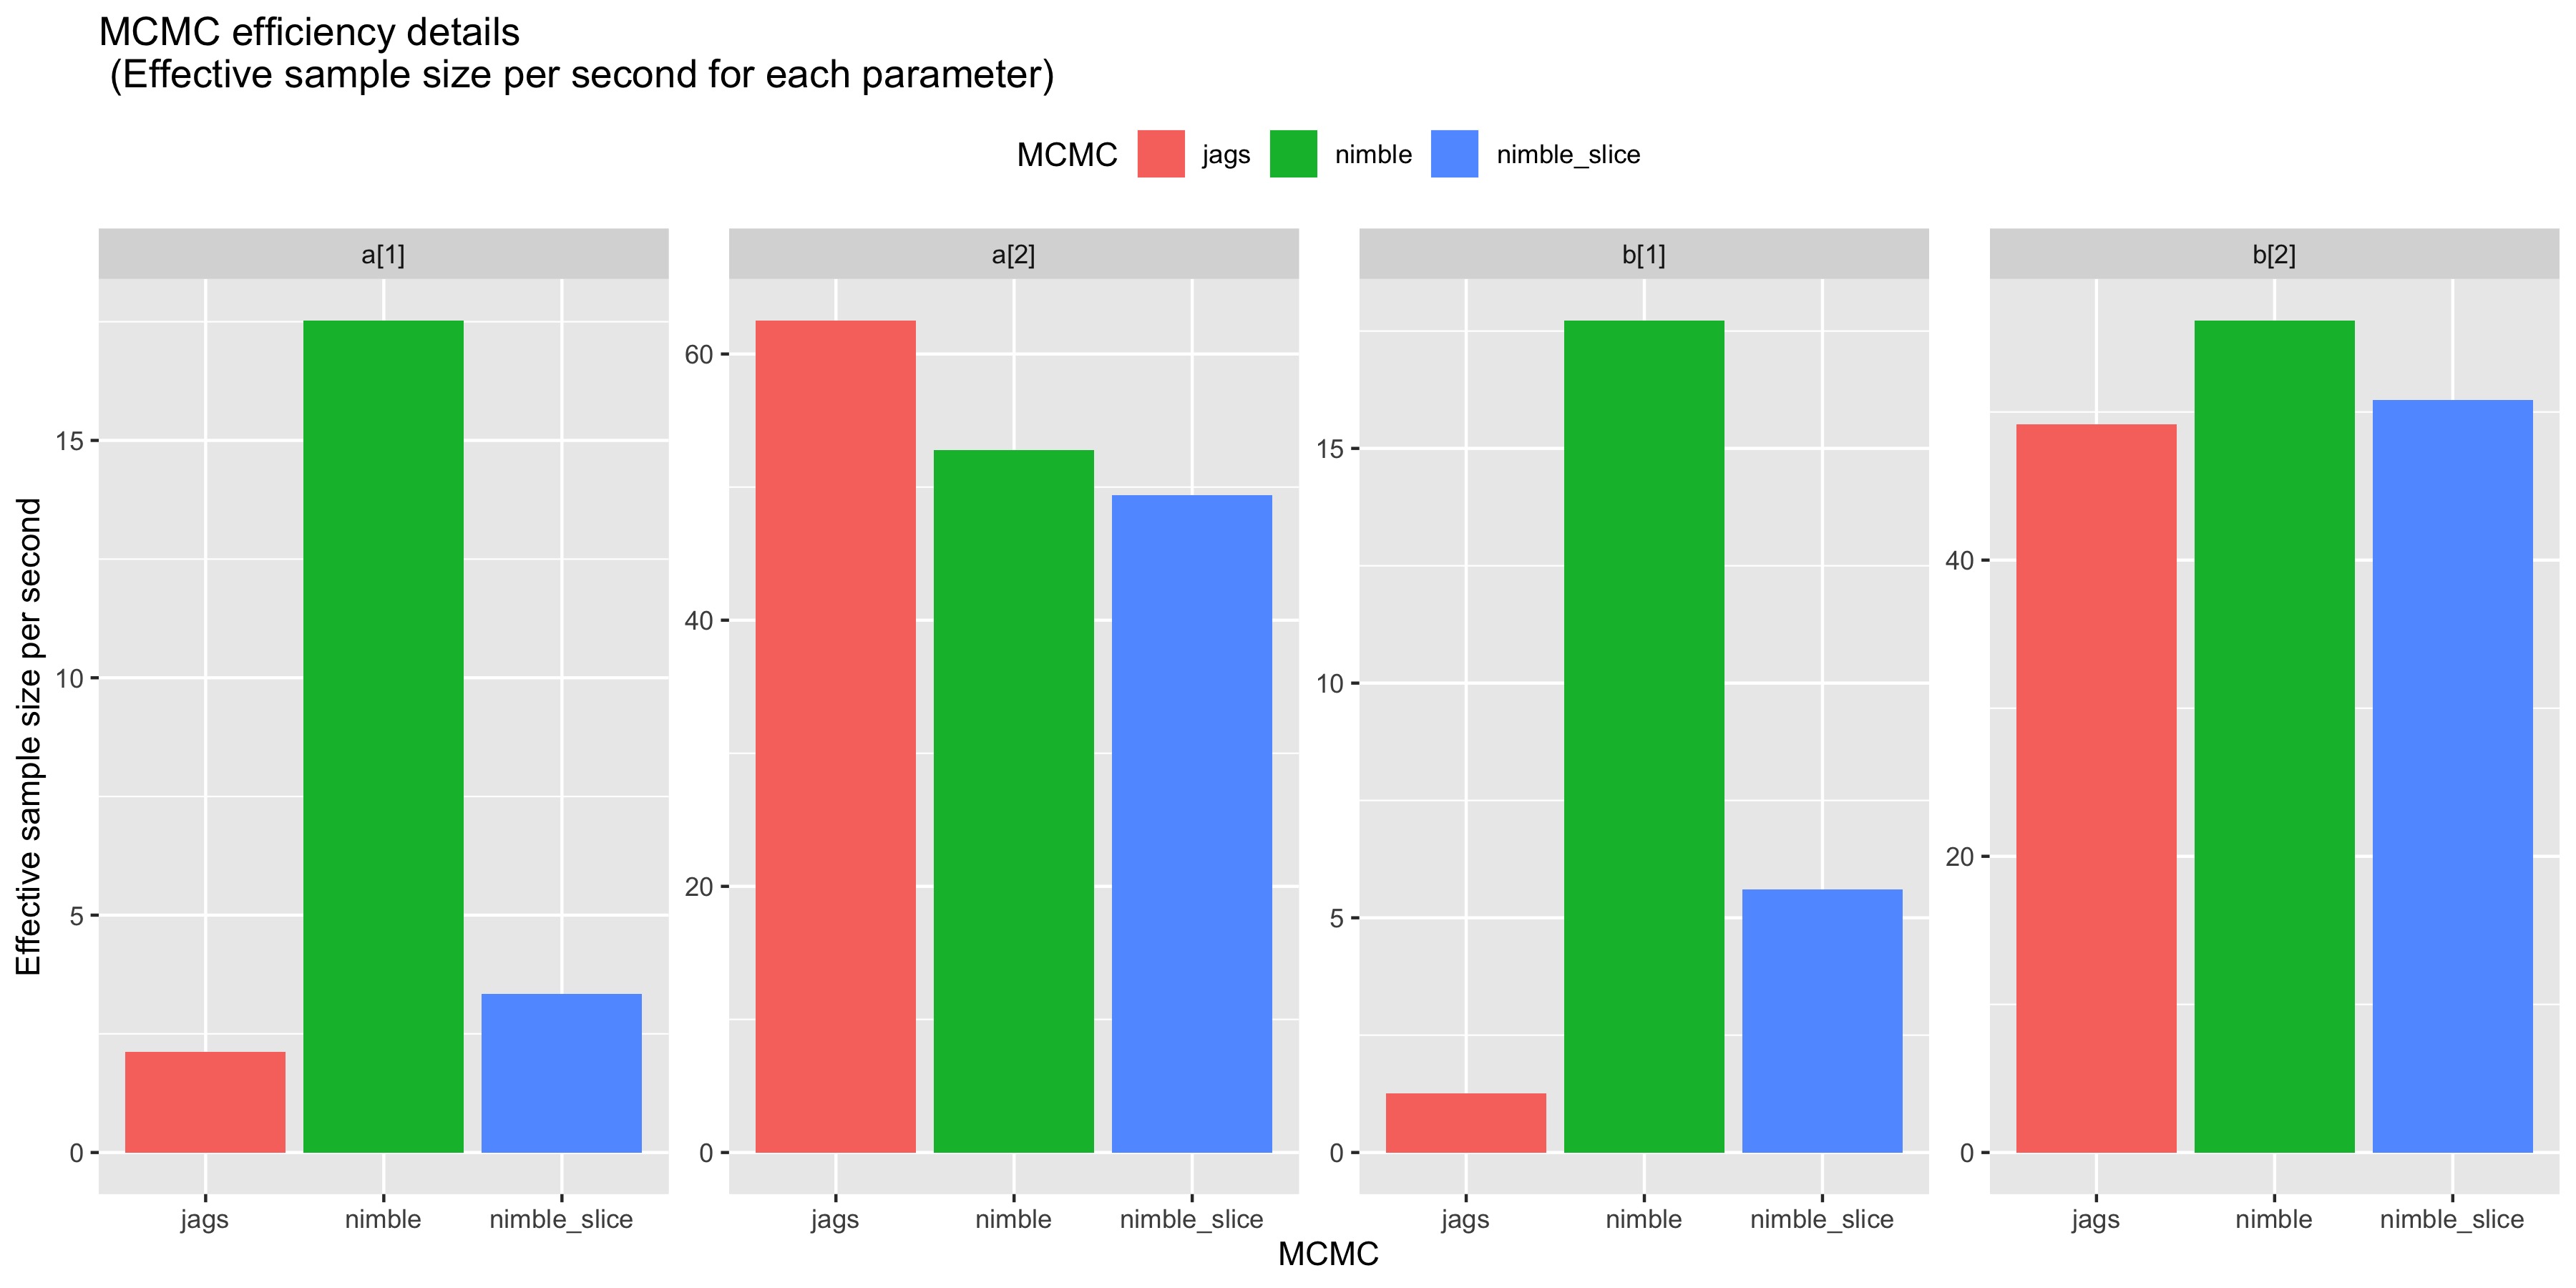 MCMC efficiency details
(Effective sample size per second for each parameter)
MCMC jags nimble nimble_slice
a[1] a[2] b[1] b[2]
Effective sample size per second
15
10
5
0
60
40
20
0
15
10
5
0
40
20
0
jags nimble nimble_slice jags nimble nimble_slice jags nimble nimble_slice jags nimble nimble_slice
MCMC